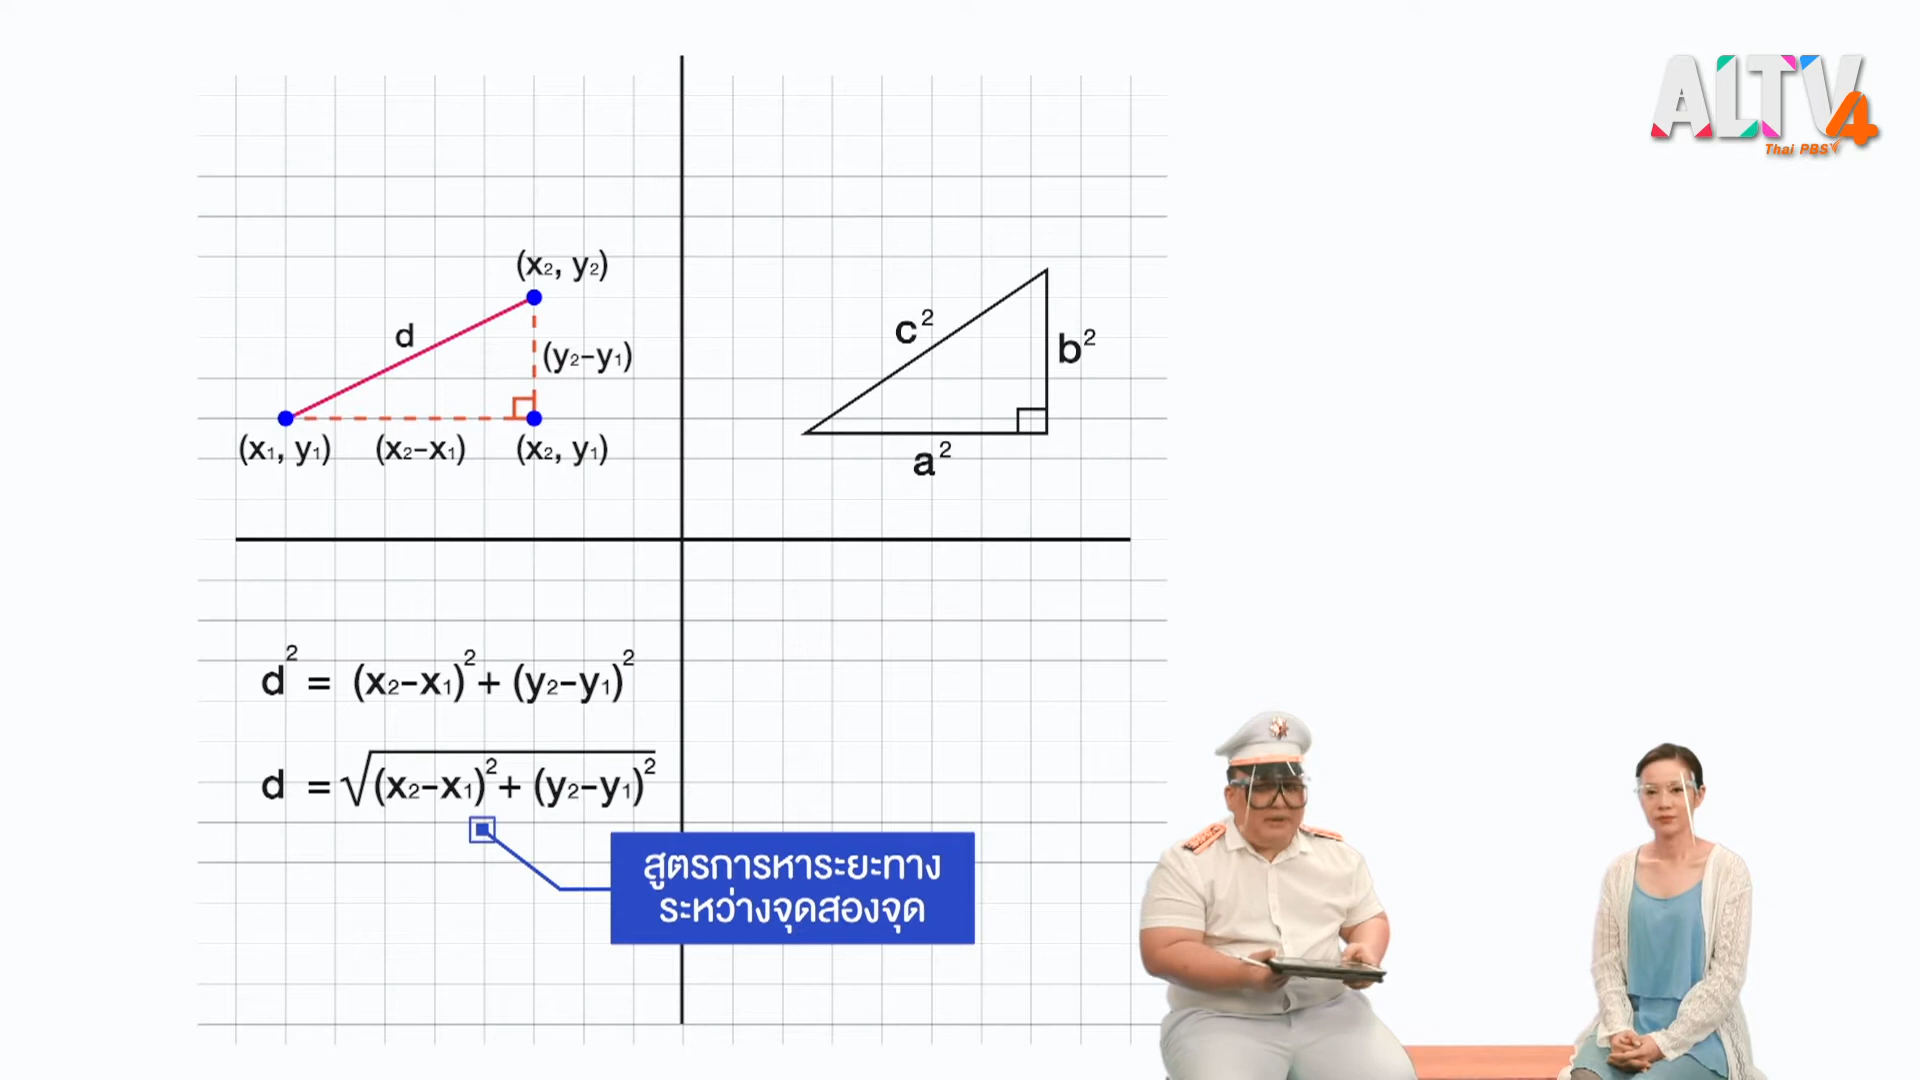 ALTV4
Thai PBS
(x₂, y₂)
d
(y₂-y₁)
(x₁, y₁)
(x₂-x₁)
(x₂, y₁)
c²
b²
a²
d² = (x₂-x₁)² + (y₂-y₁)²
d = √(x₂-x₁)² + (y₂-y₁)²
สูตรการหาระยะทาง
ระหว่างจุดสองจุด